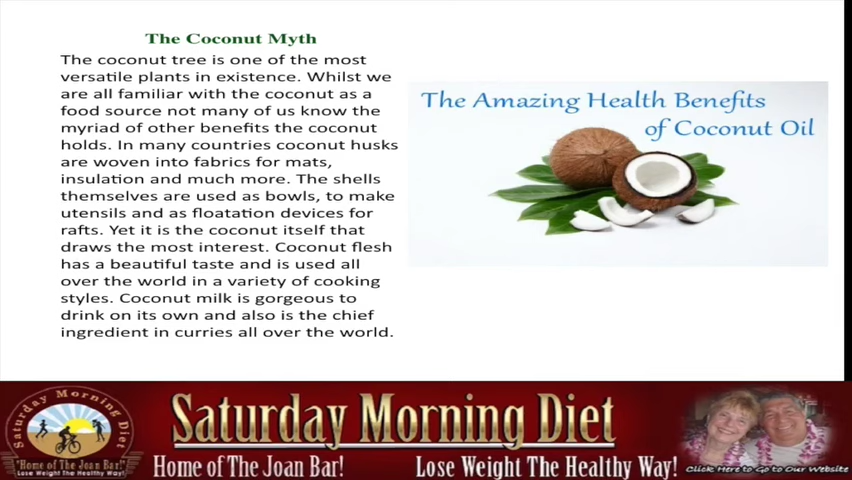 The Coconut Myth
The coconut tree is one of the most
versatile plants in existence. Whilst we
are all familiar with the coconut as a
food source not many of us know the
myriad of other benefits the coconut
holds. In many countries coconut husks
are woven into fabrics for mats,
insulation and much more. The shells
themselves are used as bowls, to make
utensils and as floatation devices for
rafts. Yet it is the coconut itself that
draws the most interest. Coconut flesh
has a beautiful taste and is used all
over the world in a variety of cooking
styles. Coconut milk is gorgeous to
drink on its own and also is the chief
ingredient in curries all over the world.
The Amazing Health Benefits
of Coconut Oil
Saturday Morning Diet
"Home of The Joan Bar!"
Lose Weight The Healthy Way!
Saturday Morning Diet
Home of The Joan Bar!
Lose Weight The Healthy Way!
Click Here to Go to Our Website